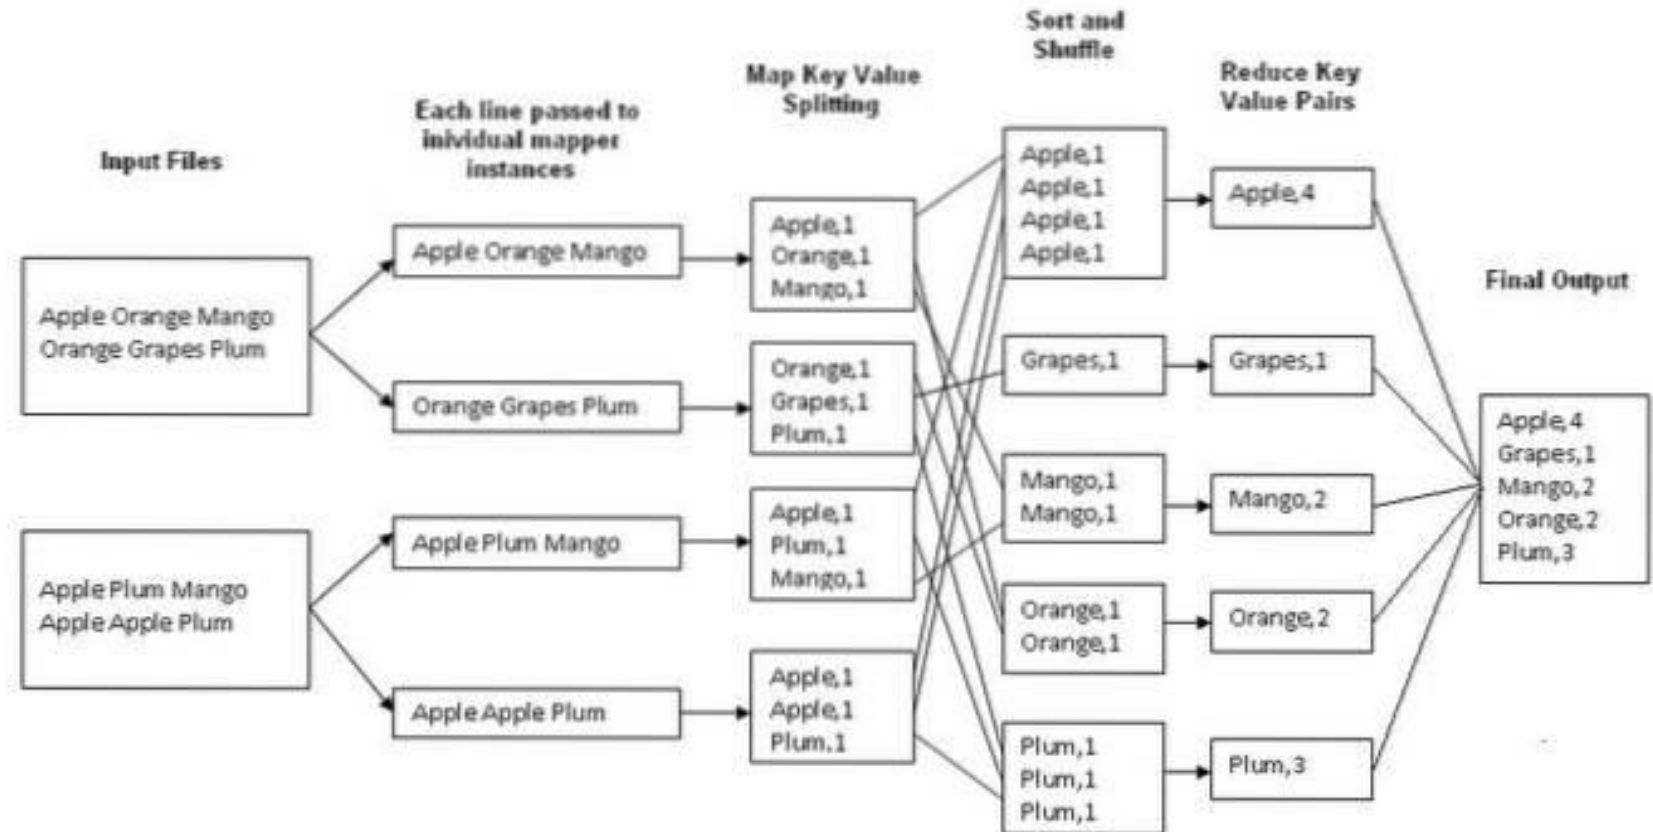 Input Files
Apple Orange Mango
Orange Grapes Plum
Apple Plum Mango
Apple Apple Plum
Each line passed to
inividual mapper
instances
Apple Orange Mango
Orange Grapes Plum
Apple Plum Mango
Apple Apple Plum
Map Key Value
Splitting
Apple,1
Orange,1
Mango,1
Orange,1
Grapes,1
Plum,1
Apple,1
Plum,1
Mango,1
Apple,1
Apple,1
Plum,1
Sort and
Shuffle
Apple,1
Apple,1
Apple,1
Apple,1
Grapes,1
Mango,1
Mango,1
Orange,1
Orange,1
Plum,1
Plum,1
Plum,1
Reduce Key
Value Pairs
Apple,4
Grapes,1
Mango,2
Orange,2
Plum,3
Final Output
Apple,4
Grapes,1
Mango,2
Orange,2
Plum,3